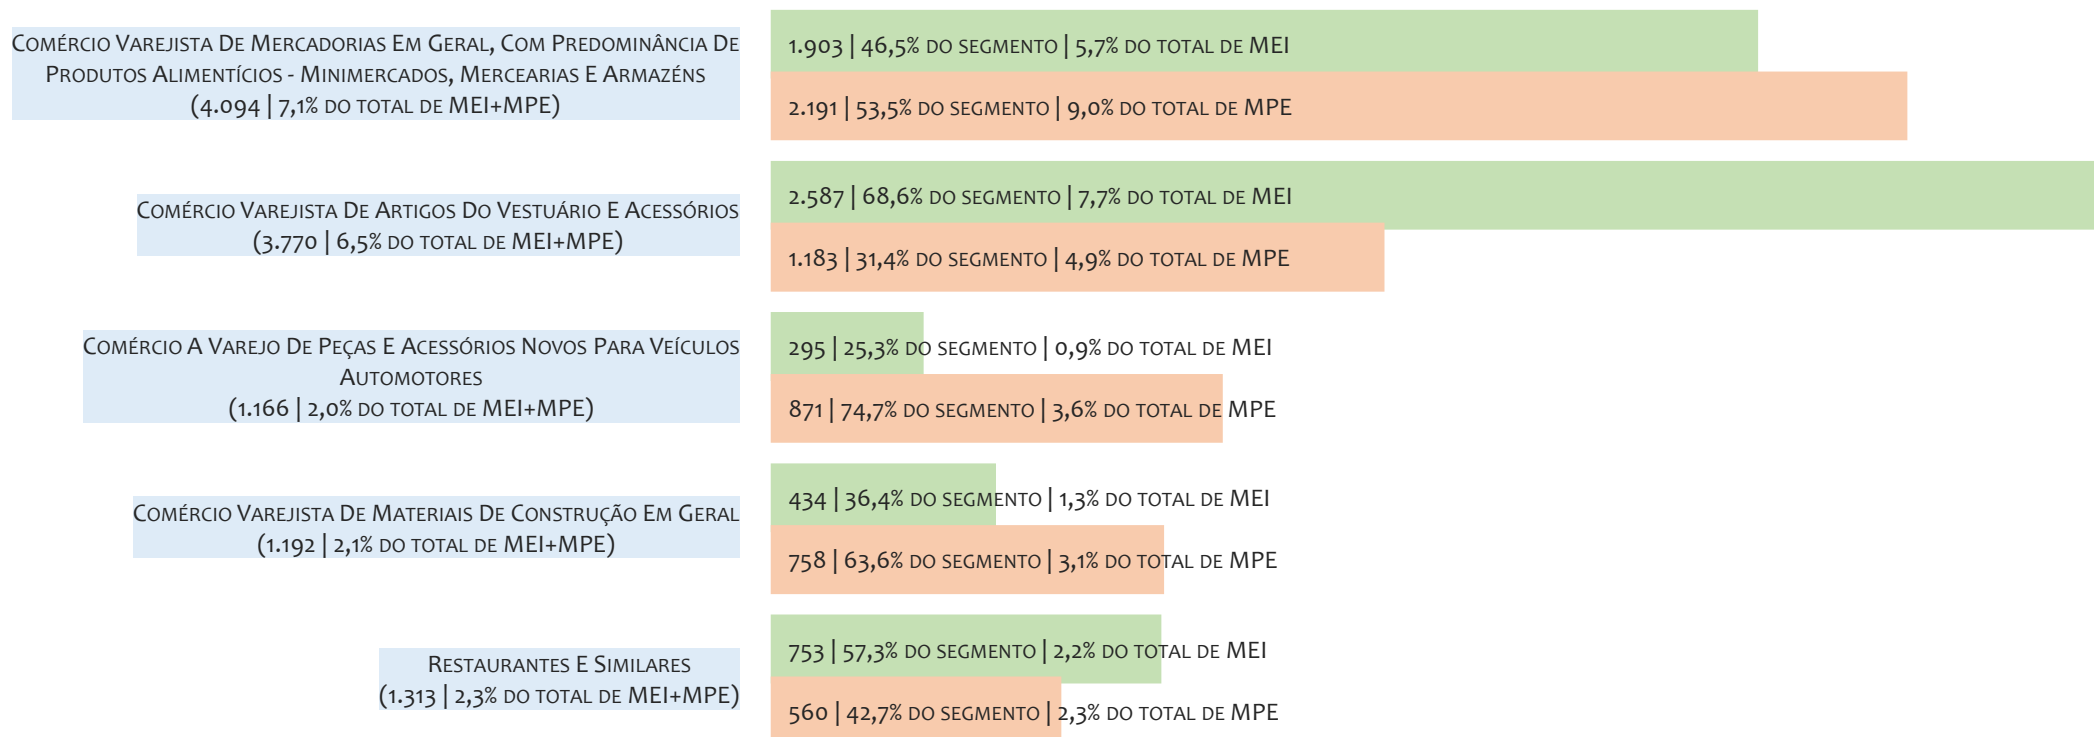 Comércio Varejista De Mercadorias Em Geral, Com Predominância De
Produtos Alimentícios - Minimercados, Mercearias E Armazéns
(4.094 | 7,1% do total de MEI+MPE)
1.903 | 46,5% do segmento | 5,7% do total de MEI
2.191 | 53,5% do segmento | 9,0% do total de MPE
Comércio Varejista De Artigos Do Vestuário E Acessórios
(3.770 | 6,5% do total de MEI+MPE)
2.587 | 68,6% do segmento | 7,7% do total de MEI
1.183 | 31,4% do segmento | 4,9% do total de MPE
Comércio A Varejo De Peças E Acessórios Novos Para Veículos
Automotores
(1.166 | 2,0% do total de MEI+MPE)
295 | 25,3% do segmento | 0,9% do total de MEI
871 | 74,7% do segmento | 3,6% do total de MPE
Comércio Varejista De Materiais De Construção Em Geral
(1.192 | 2,1% do total de MEI+MPE)
434 | 36,4% do segmento | 1,3% do total de MEI
758 | 63,6% do segmento | 3,1% do total de MPE
Restaurantes E Similares
(1.313 | 2,3% do total de MEI+MPE)
753 | 57,3% do segmento | 2,2% do total de MEI
560 | 42,7% do segmento | 2,3% do total de MPE